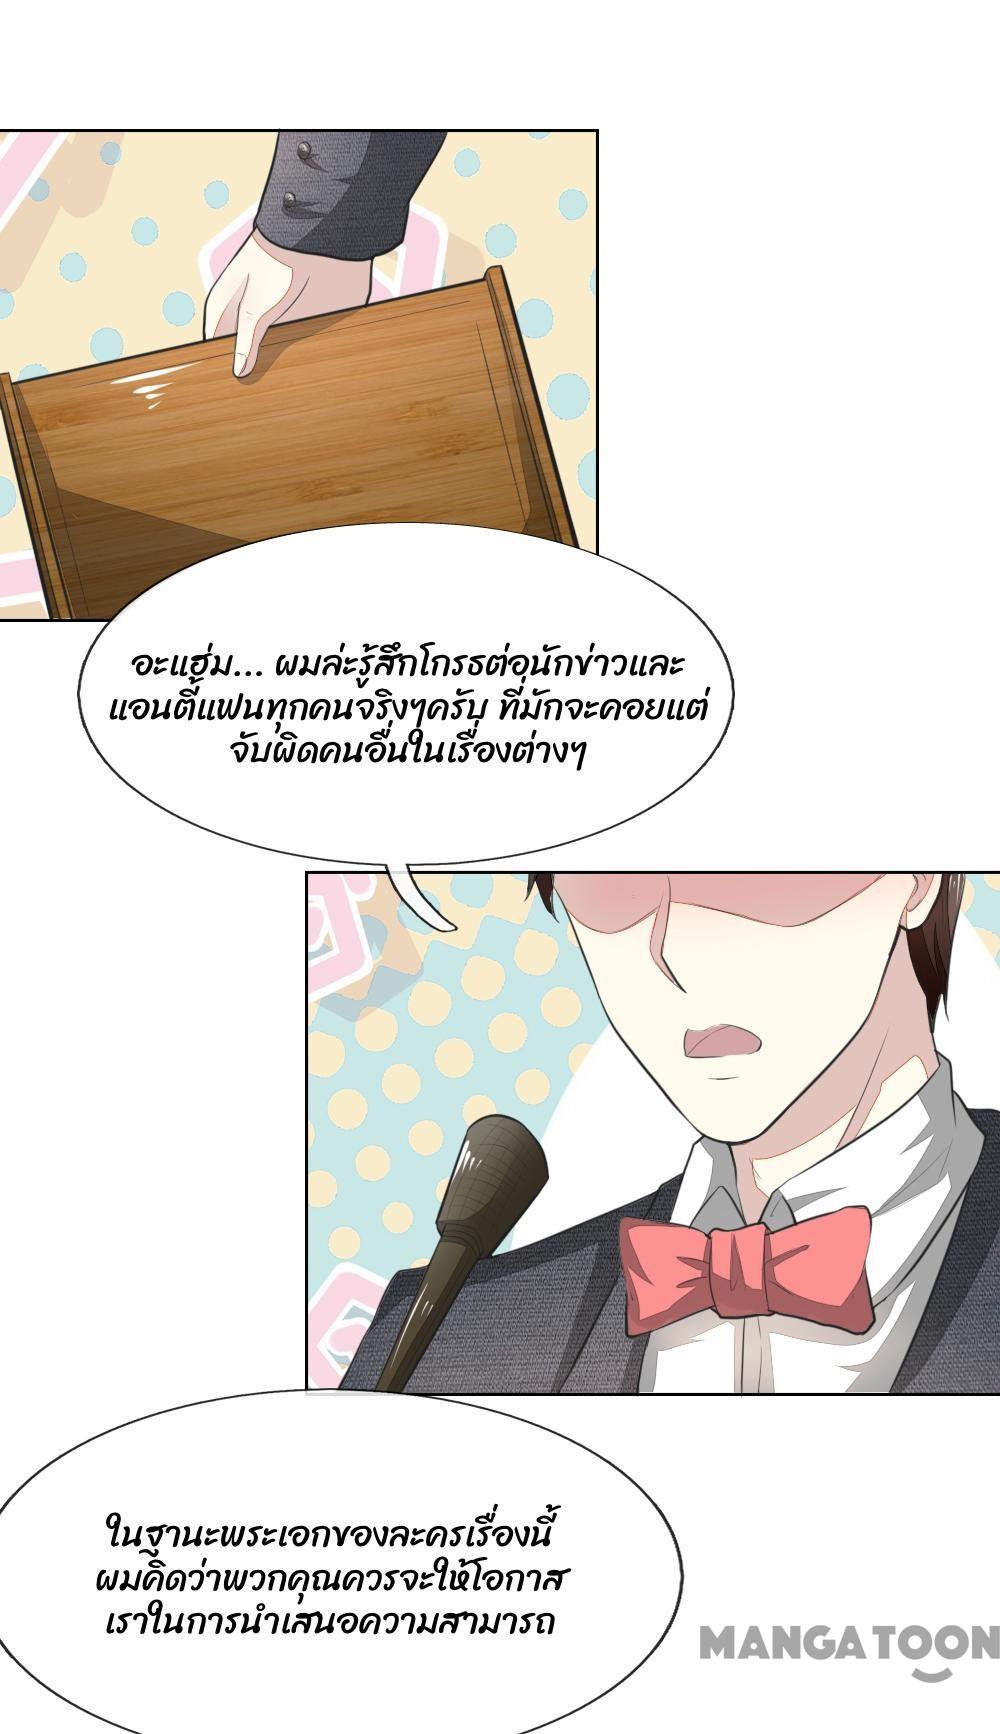 อะแฮ่ม... ผมล่ะรู้สึกโกรธต่อนักข่าวและ
แอนตี้แฟนทุกคนจริงๆครับ ที่มักจะคอยแต่
จับผิดคนอื่นในเรื่องต่างๆ
ในฐานะพระเอกของละครเรื่องนี้
ผมคิดว่าพวกคุณควรจะให้โอกาส
เราในการนำเสนอความสามารถ
MANGATOON